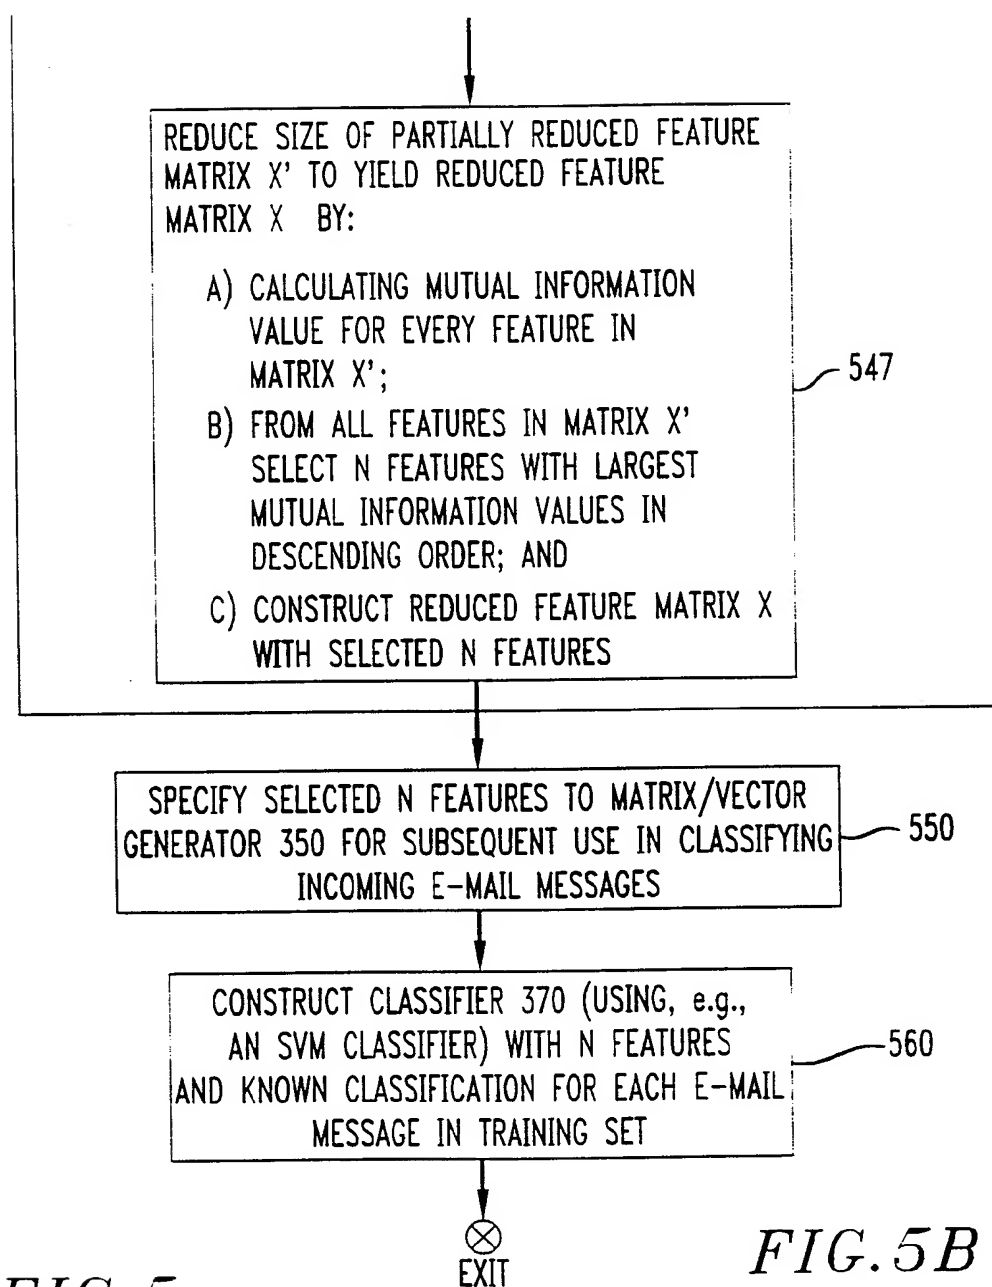 REDUCE SIZE OF PARTIALLY REDUCED FEATURE
MATRIX X' TO YIELD REDUCED FEATURE
MATRIX X BY:
A) CALCULATING MUTUAL INFORMATION
VALUE FOR EVERY FEATURE IN
MATRIX X';
B) FROM ALL FEATURES IN MATRIX X'
SELECT N FEATURES WITH LARGEST
MUTUAL INFORMATION VALUES IN
DESCENDING ORDER; AND
C) CONSTRUCT REDUCED FEATURE MATRIX X
WITH SELECTED N FEATURES
547
SPECIFY SELECTED N FEATURES TO MATRIX/VECTOR
GENERATOR 350 FOR SUBSEQUENT USE IN CLASSIFYING
INCOMING E-MAIL MESSAGES
550
CONSTRUCT CLASSIFIER 370 (USING, e.g.,
AN SVM CLASSIFIER) WITH N FEATURES
AND KNOWN CLASSIFICATION FOR EACH E-MAIL
MESSAGE IN TRAINING SET
560
EXIT
FIG.5B
FIG.5